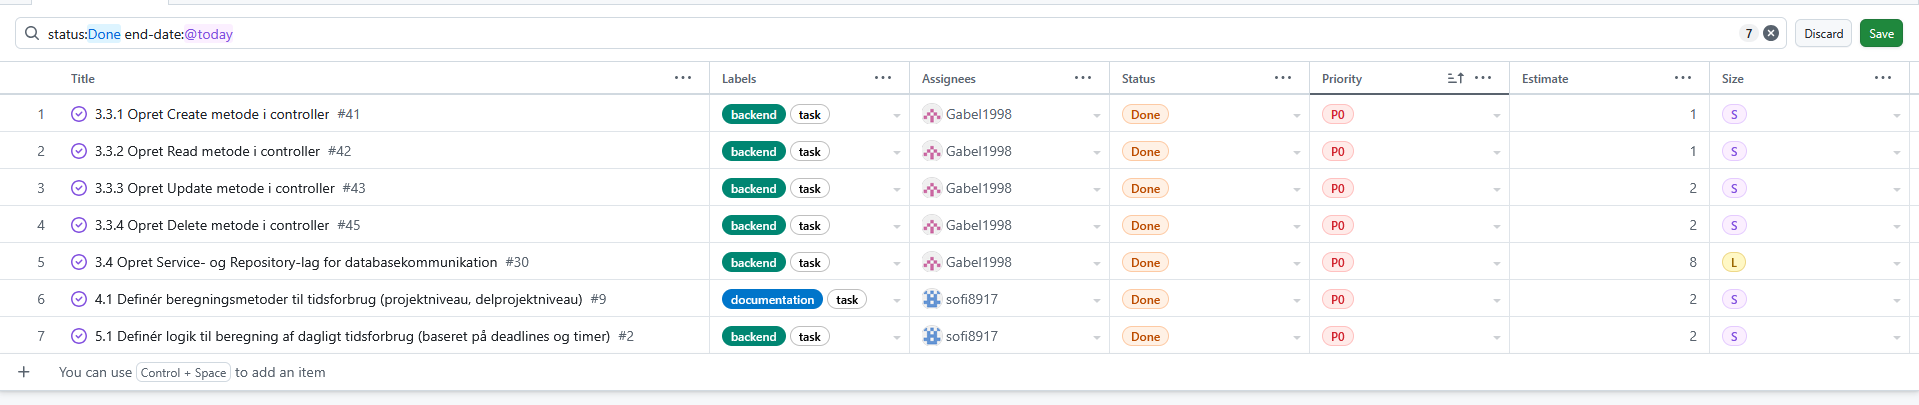 status:Done end-date:@today 7 Discard Save
Title Labels Assignees Status Priority Estimate Size
1 3.3.1 Opret Create metode i controller #41 backend task Gabel1998 Done P0 1 S
2 3.3.2 Opret Read metode i controller #42 backend task Gabel1998 Done P0 1 S
3 3.3.3 Opret Update metode i controller #43 backend task Gabel1998 Done P0 2 S
4 3.3.4 Opret Delete metode i controller #45 backend task Gabel1998 Done P0 2 S
5 3.4 Opret Service- og Repository-lag for databasekommunikation #30 backend task Gabel1998 Done P0 8 L
6 4.1 Definér beregningsmetoder til tidsforbrug (projektniveau, delprojektniveau) #9 documentation task sofi8917 Done P0 2 S
7 5.1 Definér logik til beregning af dagligt tidsforbrug (baseret på deadlines og timer) #2 backend task sofi8917 Done P0 2 S
You can use Control + Space to add an item